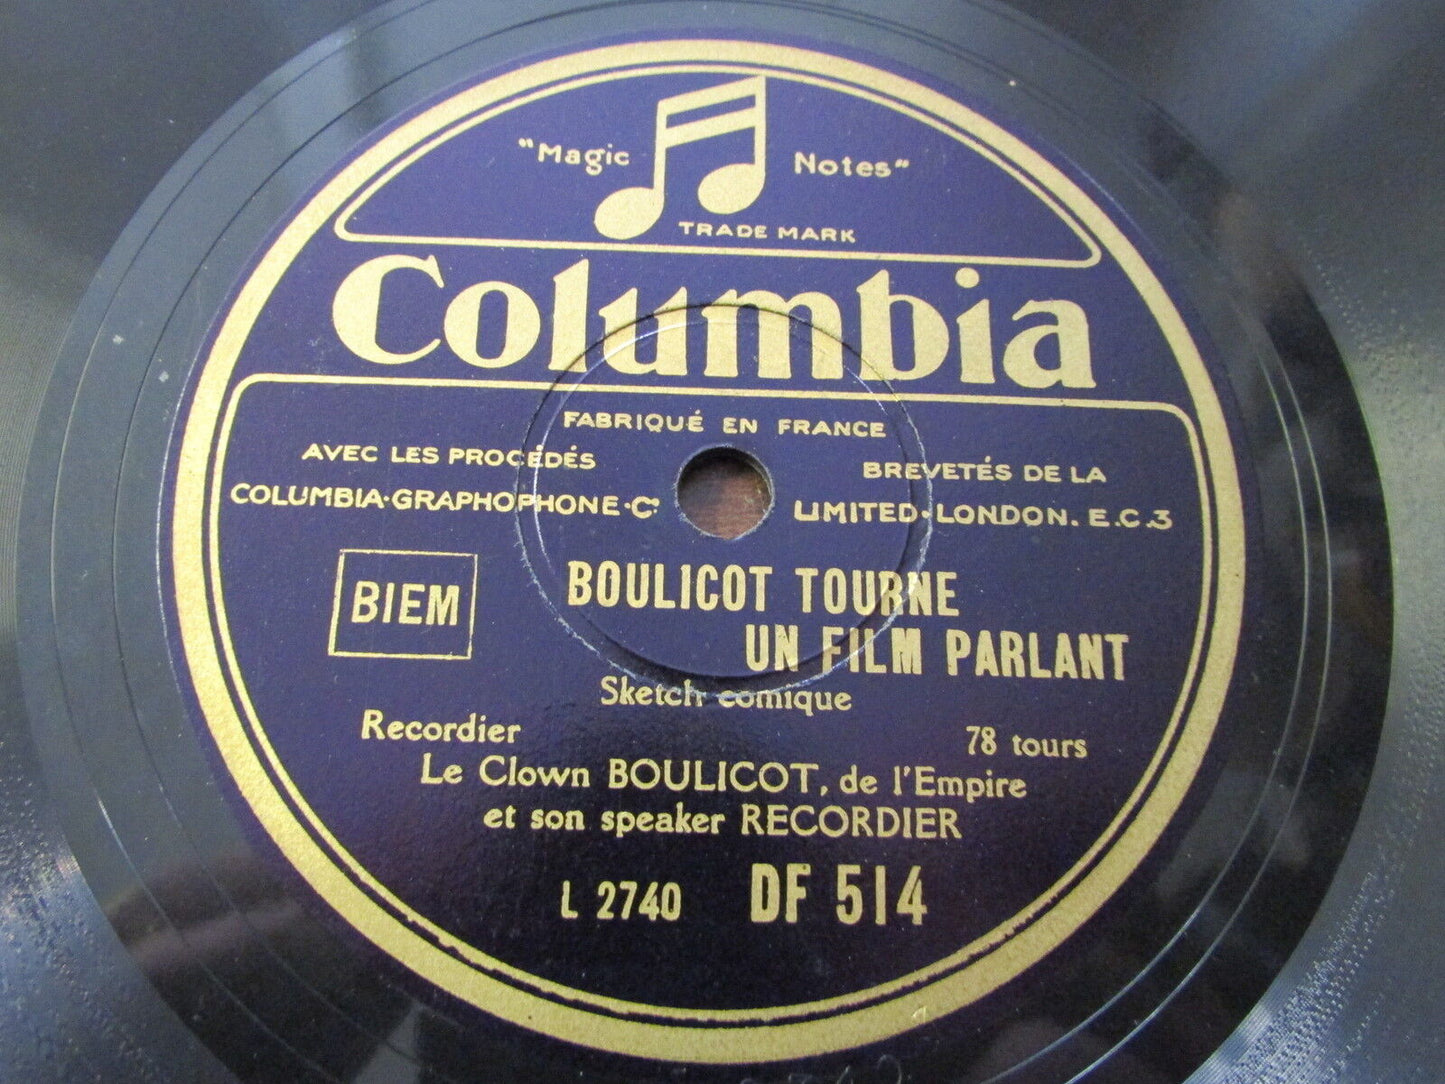 "Magic Notes"
TRADE MARK
Columbia
FABRIQUÉ EN FRANCE
AVEC LES PROCÉDÉS BREVETÉS DE LA
COLUMBIA·GRAPHOPHONE·Cº LIMITED·LONDON. E.C.3
BIEM
BOULICOT TOURNE
UN FILM PARLANT
Sketch comique
Recordier 78 tours
Le Clown BOULICOT, de l'Empire
et son speaker RECORDIER
L 2740 DF 514